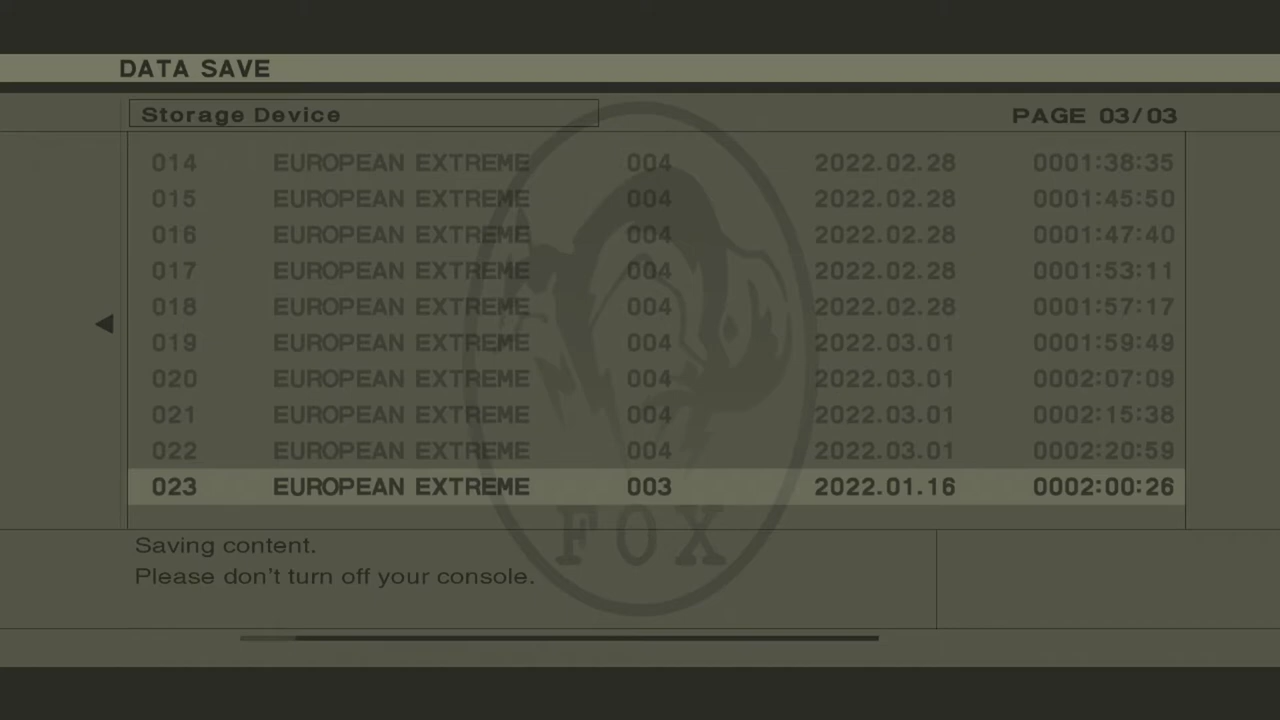 DATA SAVE
Storage Device PAGE 03/03
014 EUROPEAN EXTREME 004 2022.02.28 0001:38:35
015 EUROPEAN EXTREME 004 2022.02.28 0001:45:50
016 EUROPEAN EXTREME 004 2022.02.28 0001:47:40
017 EUROPEAN EXTREME 004 2022.02.28 0001:53:11
018 EUROPEAN EXTREME 004 2022.02.28 0001:57:17
019 EUROPEAN EXTREME 004 2022.03.01 0001:59:49
020 EUROPEAN EXTREME 004 2022.03.01 0002:07:09
021 EUROPEAN EXTREME 004 2022.03.01 0002:15:38
022 EUROPEAN EXTREME 004 2022.03.01 0002:20:59
023 EUROPEAN EXTREME 003 2022.01.16 0002:00:26
FOX
Saving content.
Please don't turn off your console.